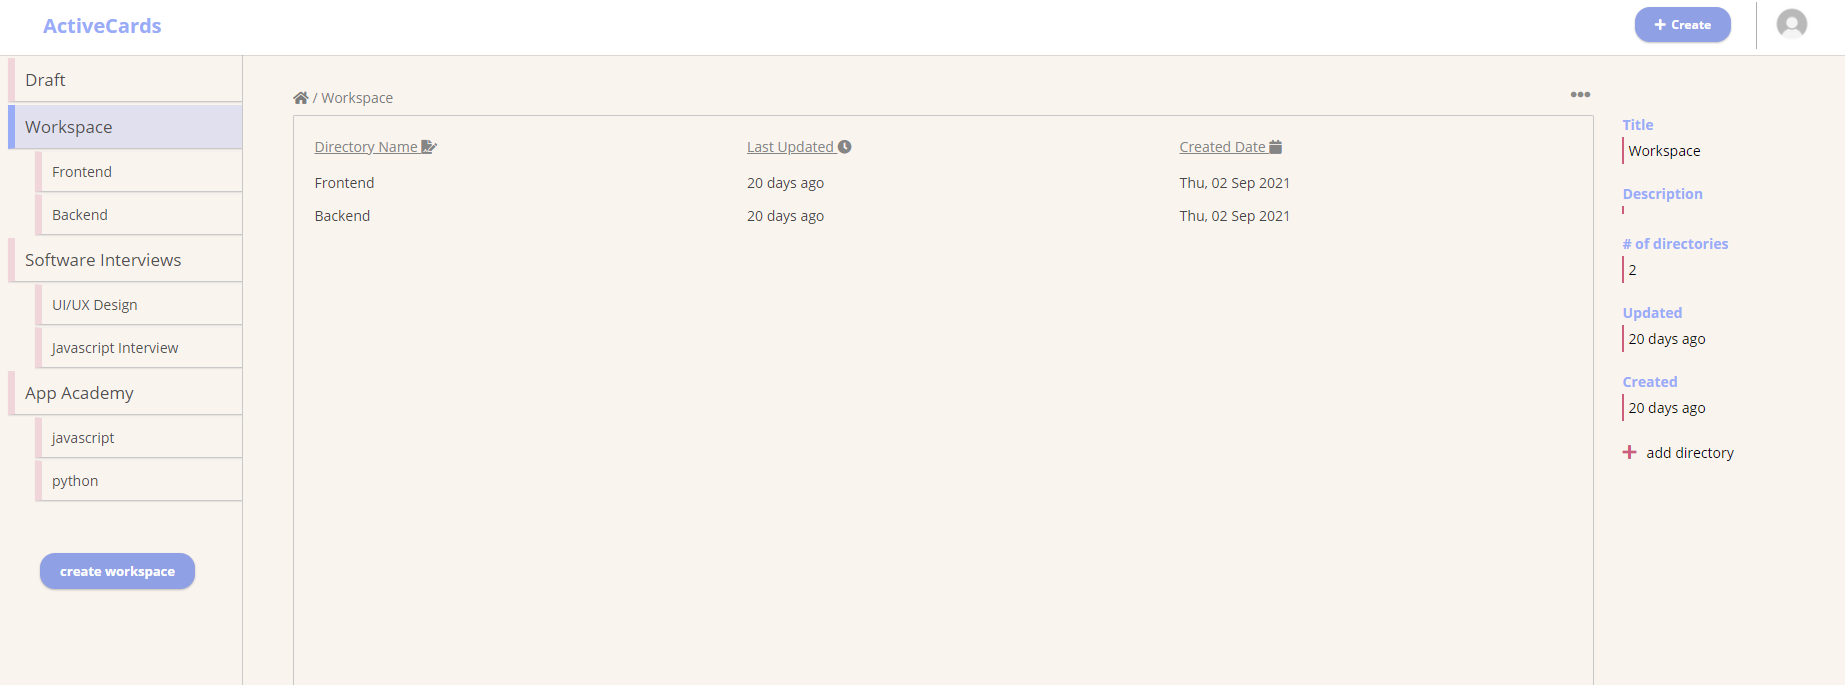 ActiveCards
Create
Draft
Workspace
Frontend
Backend
Software Interviews
UI/UX Design
Javascript Interview
App Academy
javascript
python
create workspace
/ Workspace
Directory Name Last Updated Created Date
Frontend 20 days ago Thu, 02 Sep 2021
Backend 20 days ago Thu, 02 Sep 2021
Title
Workspace
Description
# of directories
2
Updated
20 days ago
Created
20 days ago
add directory